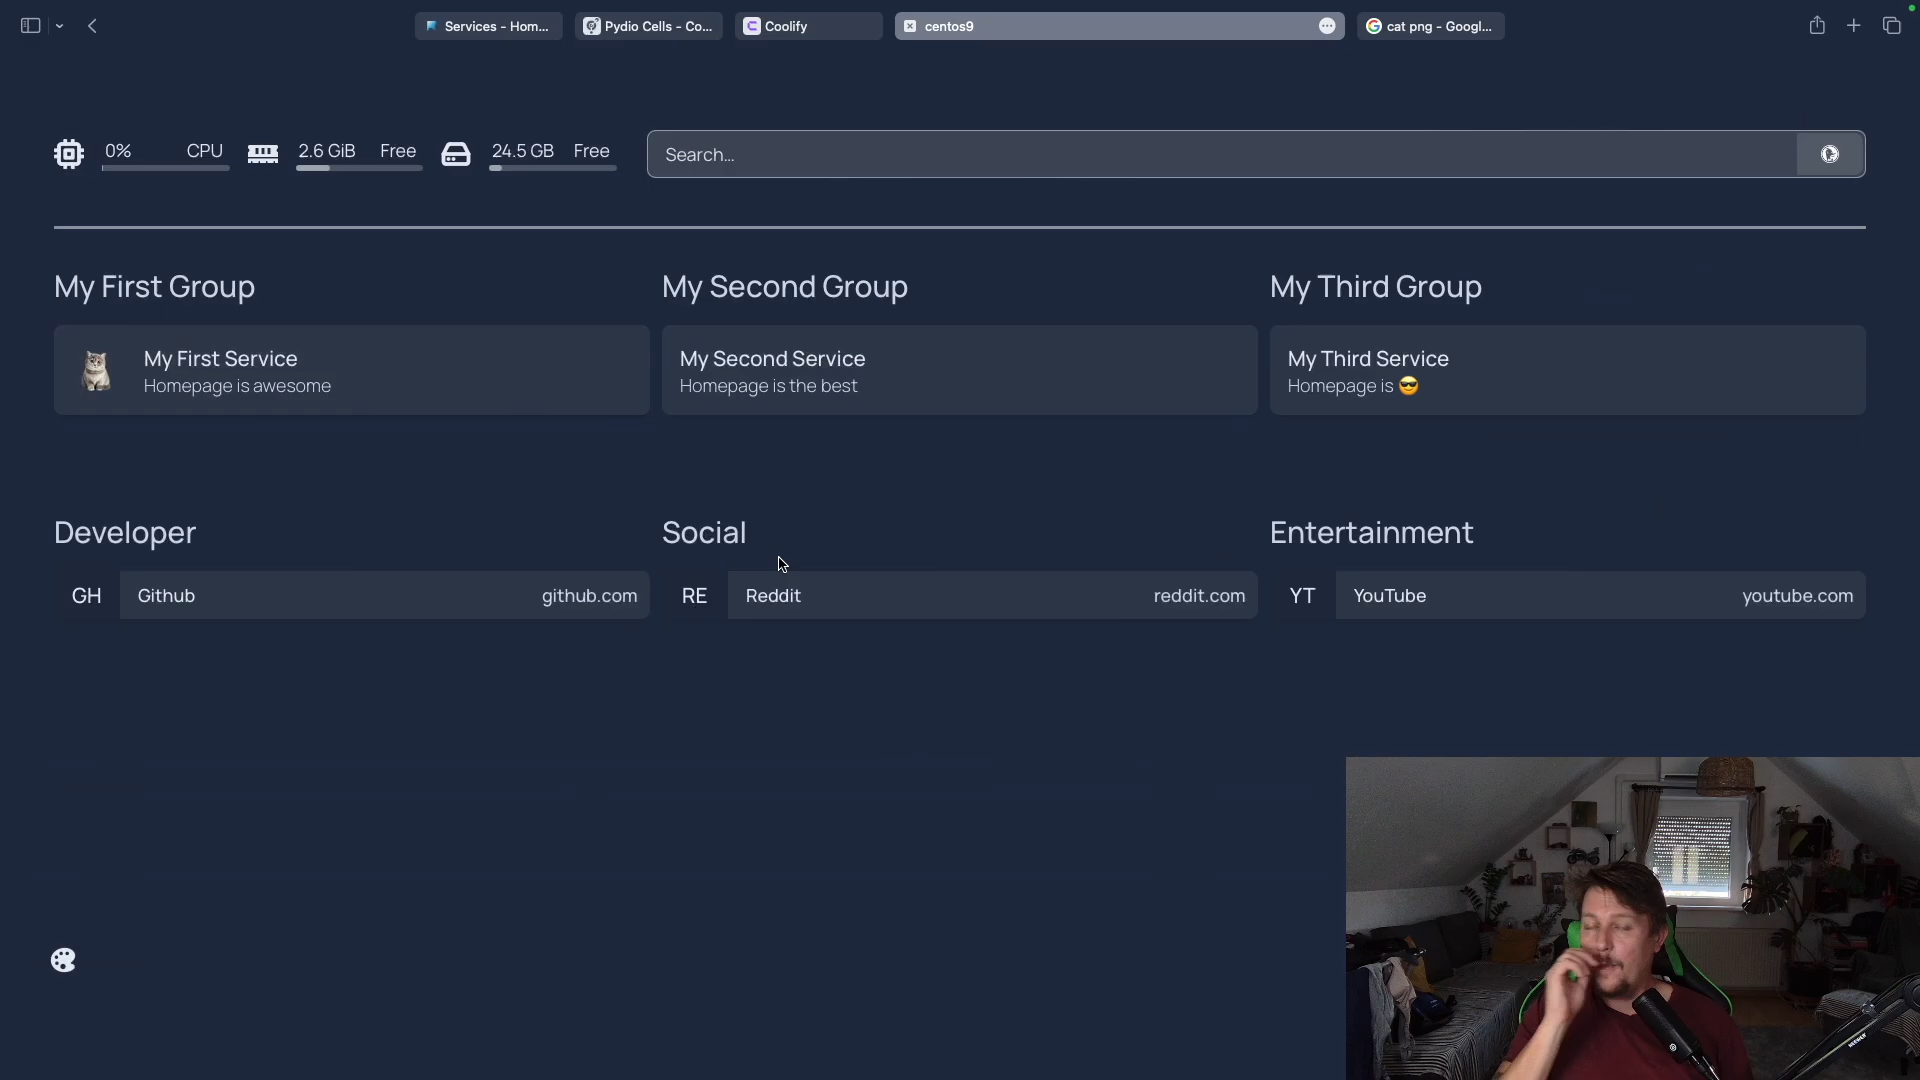 Services - Hom...
Pydio Cells - Co...
Coolify
centos9
cat png - Googl...
0% CPU
2.6 GiB Free
24.5 GB Free
Search...
My First Group
My Second Group
My Third Group
My First Service
Homepage is awesome
My Second Service
Homepage is the best
My Third Service
Homepage is 😎
Developer
Social
Entertainment
GH Github github.com
RE Reddit reddit.com
YT YouTube youtube.com